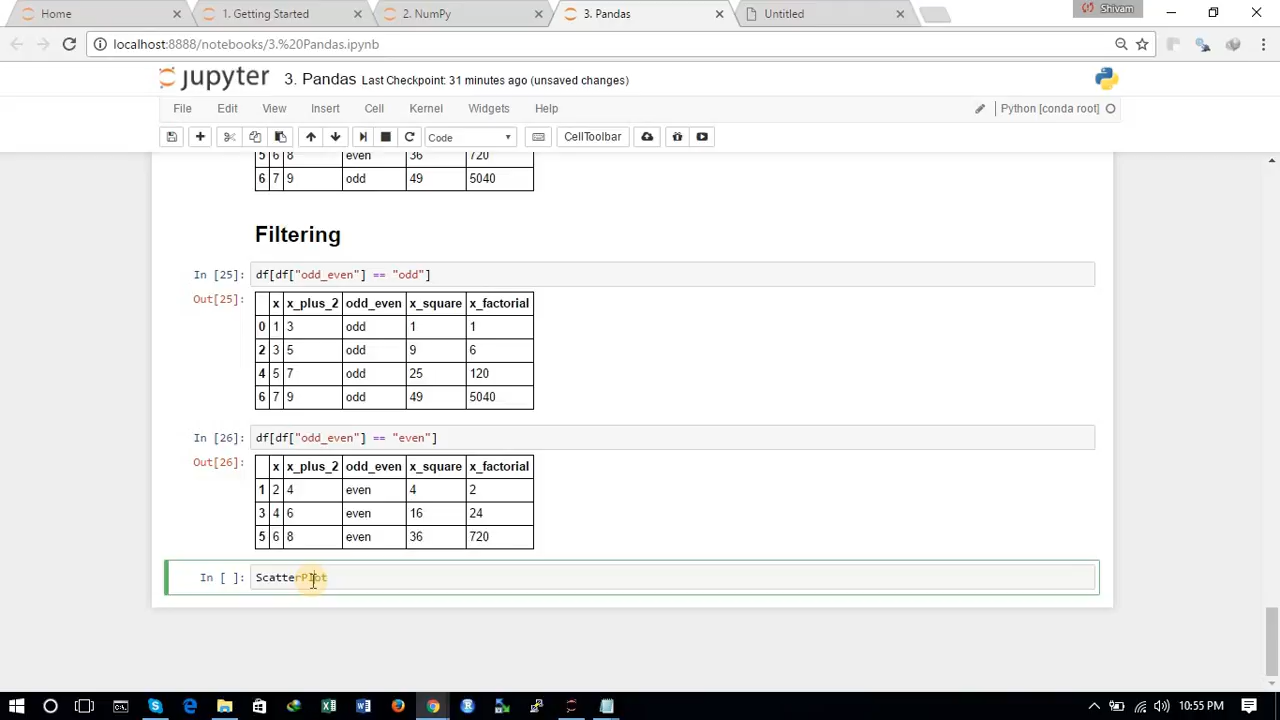 Home
1. Getting Started
2. NumPy
3. Pandas
Untitled
Shivam
localhost:8888/notebooks/3.%20Pandas.ipynb
jupyter 3. Pandas Last Checkpoint: 31 minutes ago (unsaved changes)
File Edit View Insert Cell Kernel Widgets Help Python [conda root]
Code CellToolbar
5 6 8 even 36 720
6 7 9 odd 49 5040
Filtering
In [25]: df[df["odd_even"] == "odd"]
Out[25]: x x_plus_2 odd_even x_square x_factorial
0 1 3 odd 1 1
2 3 5 odd 9 6
4 5 7 odd 25 120
6 7 9 odd 49 5040
In [26]: df[df["odd_even"] == "even"]
Out[26]: x x_plus_2 odd_even x_square x_factorial
1 2 4 even 4 2
3 4 6 even 16 24
5 6 8 even 36 720
In [ ]: ScatterPlot
10:55 PM